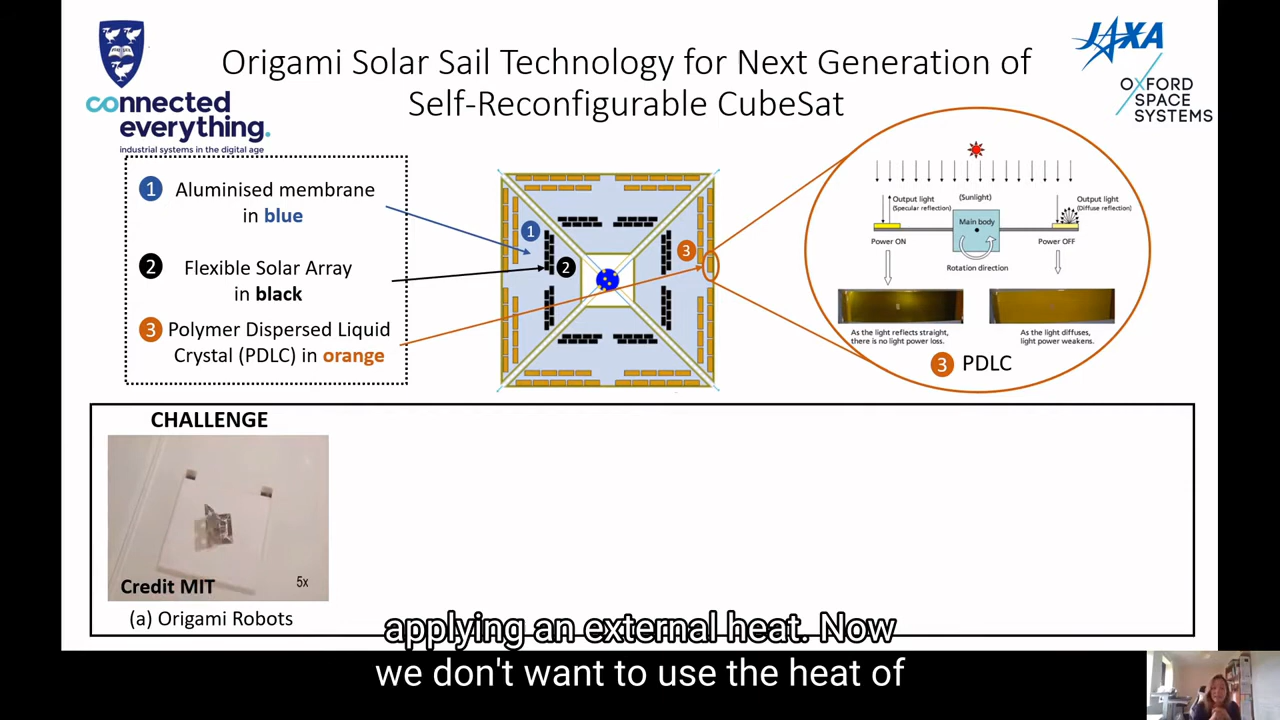 connected
everything.
industrial systems in the digital age
Origami Solar Sail Technology for Next Generation of
Self-Reconfigurable CubeSat
JAXA
OXFORD
SPACE
SYSTEMS
1 Aluminised membrane
in blue
2 Flexible Solar Array
in black
3 Polymer Dispersed Liquid
Crystal (PDLC) in orange
1
2
3
(Sunlight)
Output light
(Specular reflection)
Main body
Output light
(Diffuse reflection)
Power ON
Power OFF
Rotation direction
As the light reflects straight,
there is no light power loss.
As the light diffuses,
light power weakens.
3 PDLC
CHALLENGE
Credit MIT
5x
(a) Origami Robots
applying an external heat. Now
we don't want to use the heat of